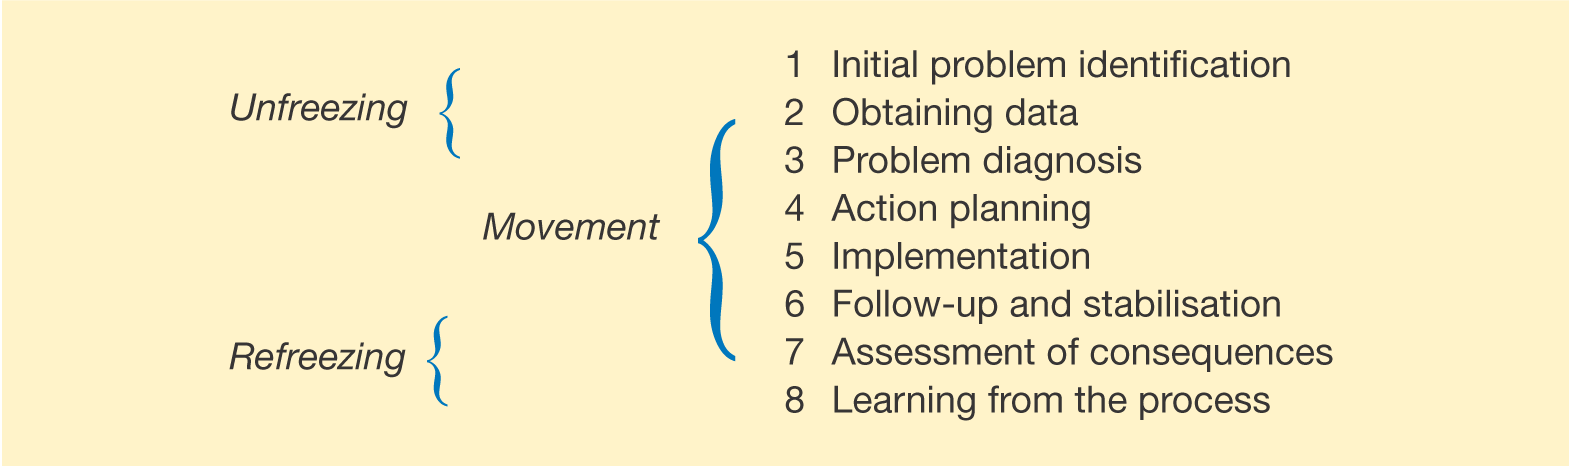 Unfreezing
Movement
Refreezing
1 Initial problem identification
2 Obtaining data
3 Problem diagnosis
4 Action planning
5 Implementation
6 Follow-up and stabilisation
7 Assessment of consequences
8 Learning from the process